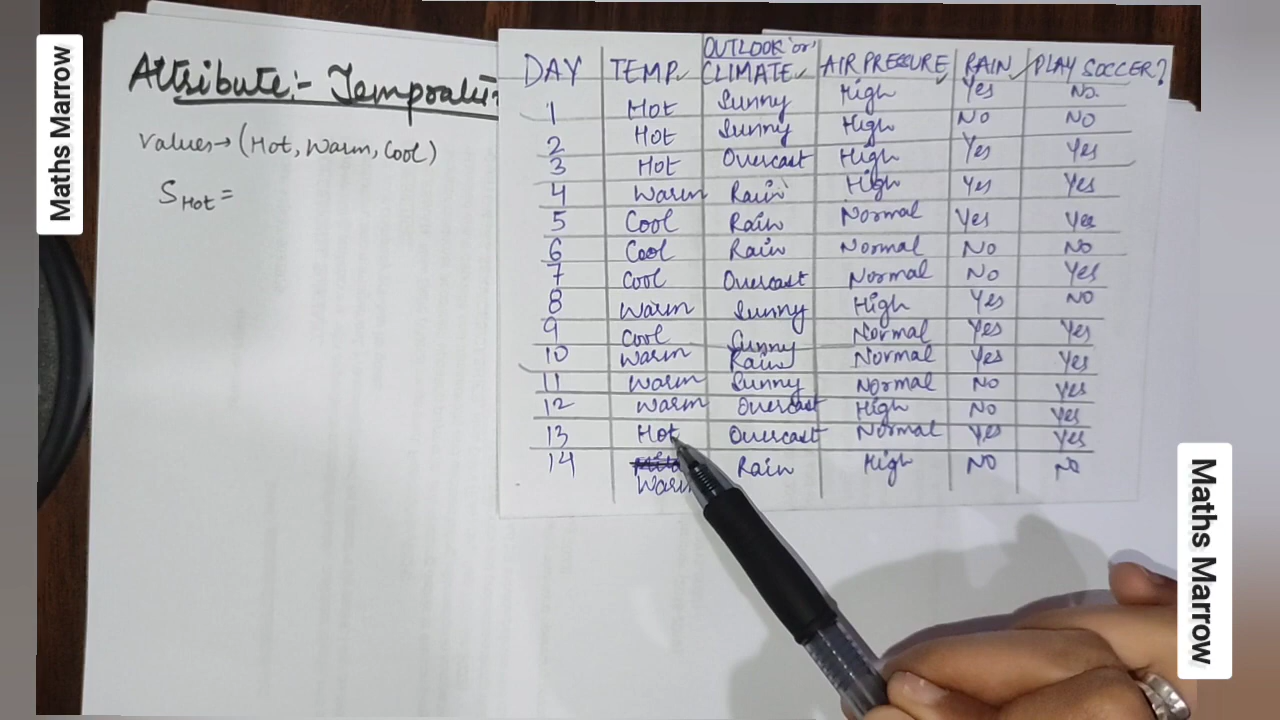 Maths Marrow
Attribute:- Tempratu
values→ (Hot, Warm, Cool)
S Hot =
DAY TEMP. OUTLOOK 'or' CLIMATE AIR PRESSURE RAIN PLAY SOCCER?
1 Hot Sunny High Yes No.
2 Hot Sunny High No No
3 Hot Overcast High Yes Yes
4 Warm Rain High Yes Yes
5 Cool Rain Normal Yes Yes
6 Cool Rain Normal No No
7 Cool Overcast Normal No Yes
8 Warm Sunny High Yes No
9 Cool Sunny Normal Yes Yes
10 Warm Rain Normal Yes Yes
11 Warm Sunny Normal No Yes
12 Warm Overcast High No Yes
13 Hot Overcast Normal Yes Yes
14 Warm Rain High No No
Maths Marrow